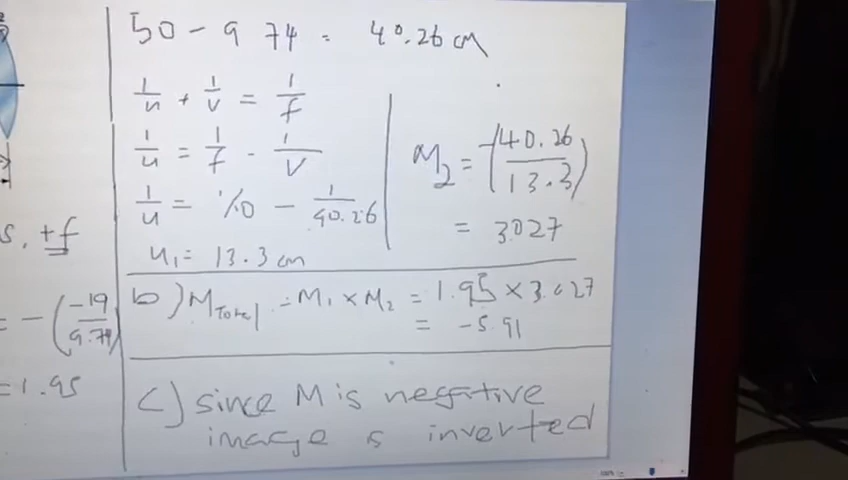 50 - 9 74 = 40.26 cm
1/u + 1/v = 1/f
1/u = 1/f - 1/v
1/u = 1/10 - 1/40.26
u₁ = 13.3 cm
M₂ = -(40.26/13.3)
= 3.027
s, +f
= -(-19/9.74)
= 1.95
b) M Total = M₁ × M₂ = 1.95 × 3.027
= -5.91
c) since M is negative
image is inverted